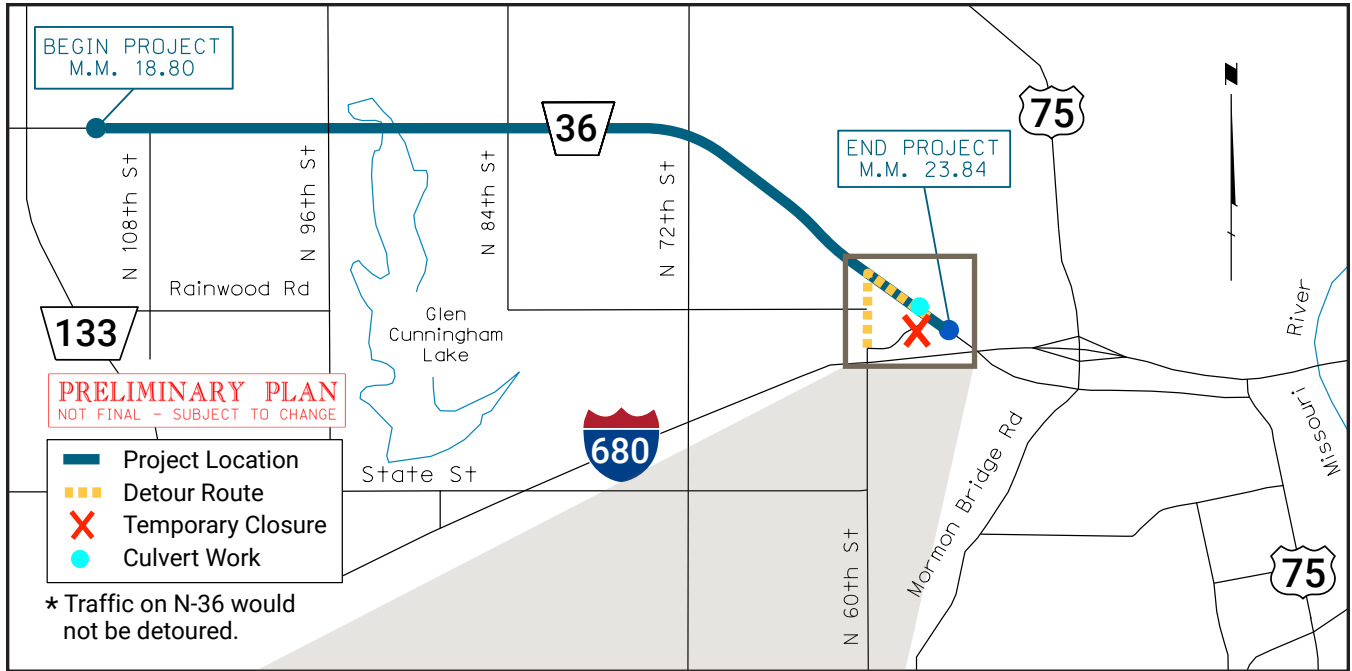 BEGIN PROJECT
M.M. 18.80
36
75
END PROJECT
M.M. 23.84
N 108th St
N 96th St
N 84th St
N 72th St
Rainwood Rd
133
Glen
Cunningham
Lake
River
Missouri
PRELIMINARY PLAN
NOT FINAL - SUBJECT TO CHANGE
680
Project Location
Detour Route
Temporary Closure
Culvert Work
State St
Mormon Bridge Rd
N 60th St
75
* Traffic on N-36 would
not be detoured.
N